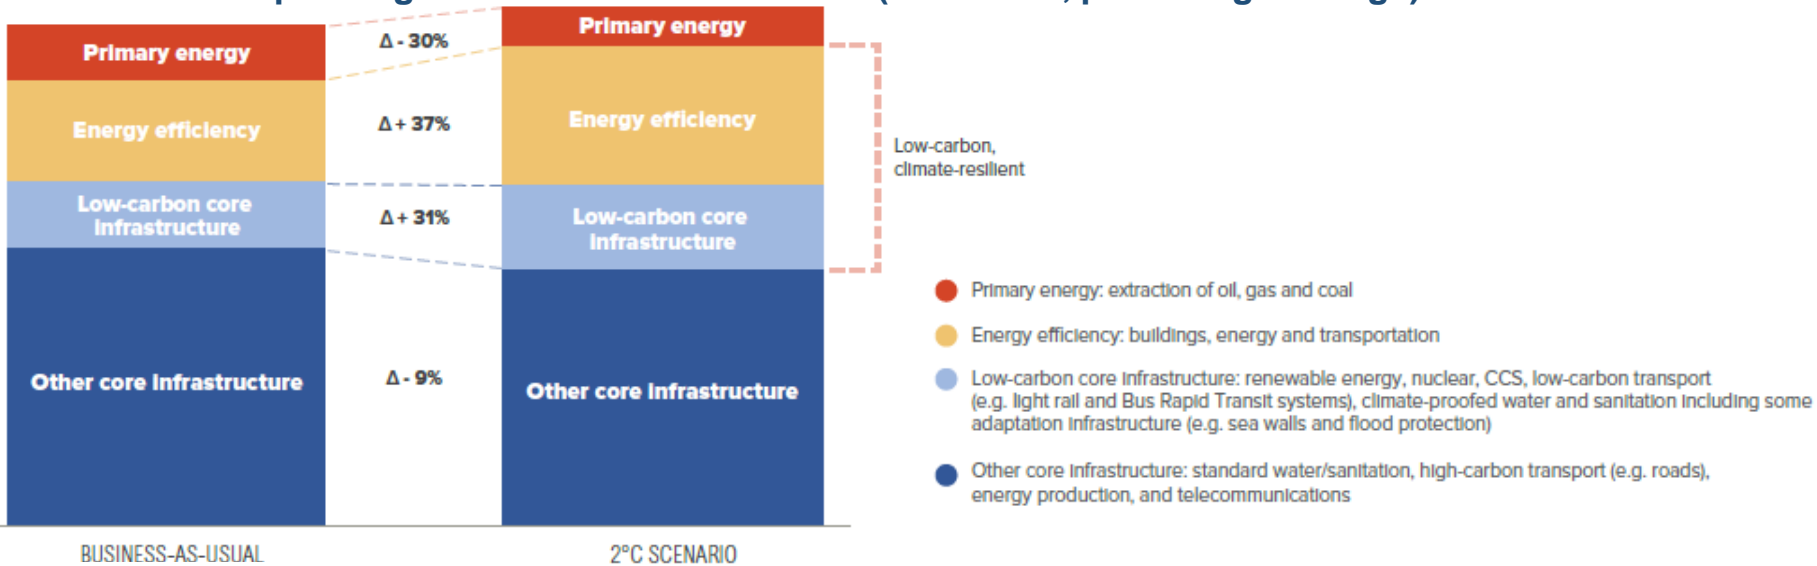 Primary energy
Energy efficiency
Low-carbon core
infrastructure
Other core infrastructure
BUSINESS-AS-USUAL
Δ - 30%
Δ + 37%
Δ + 31%
Δ - 9%
Primary energy
Energy efficiency
Low-carbon core
infrastructure
Other core infrastructure
2°C SCENARIO
Low-carbon,
climate-resilient
Primary energy: extraction of oil, gas and coal
Energy efficiency: buildings, energy and transportation
Low-carbon core infrastructure: renewable energy, nuclear, CCS, low-carbon transport
(e.g. light rail and Bus Rapid Transit systems), climate-proofed water and sanitation including some
adaptation infrastructure (e.g. sea walls and flood protection)
Other core infrastructure: standard water/sanitation, high-carbon transport (e.g. roads),
energy production, and telecommunications